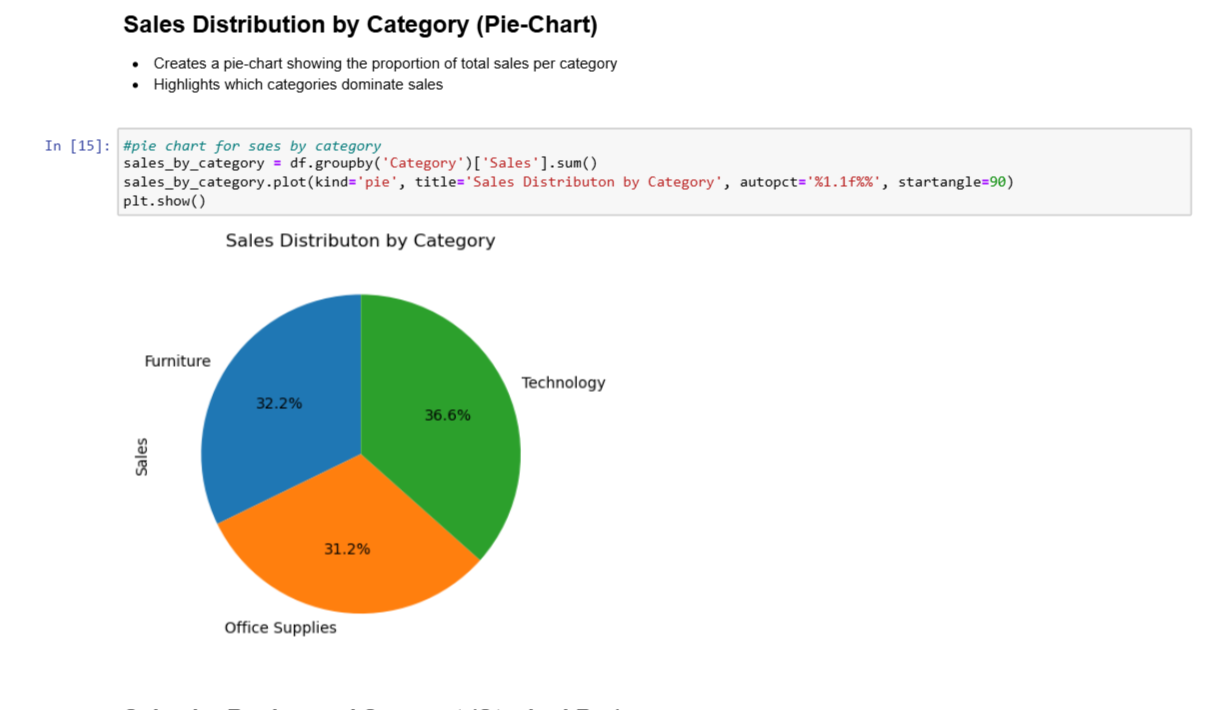 Sales Distribution by Category (Pie-Chart)
• Creates a pie-chart showing the proportion of total sales per category
• Highlights which categories dominate sales
In [15]: #pie chart for saes by category
sales_by_category = df.groupby('Category')['Sales'].sum()
sales_by_category.plot(kind='pie', title='Sales Distributon by Category', autopct='%1.1f%%', startangle=90)
plt.show()
Sales Distributon by Category
Furniture
Technology
32.2%
36.6%
Sales
31.2%
Office Supplies